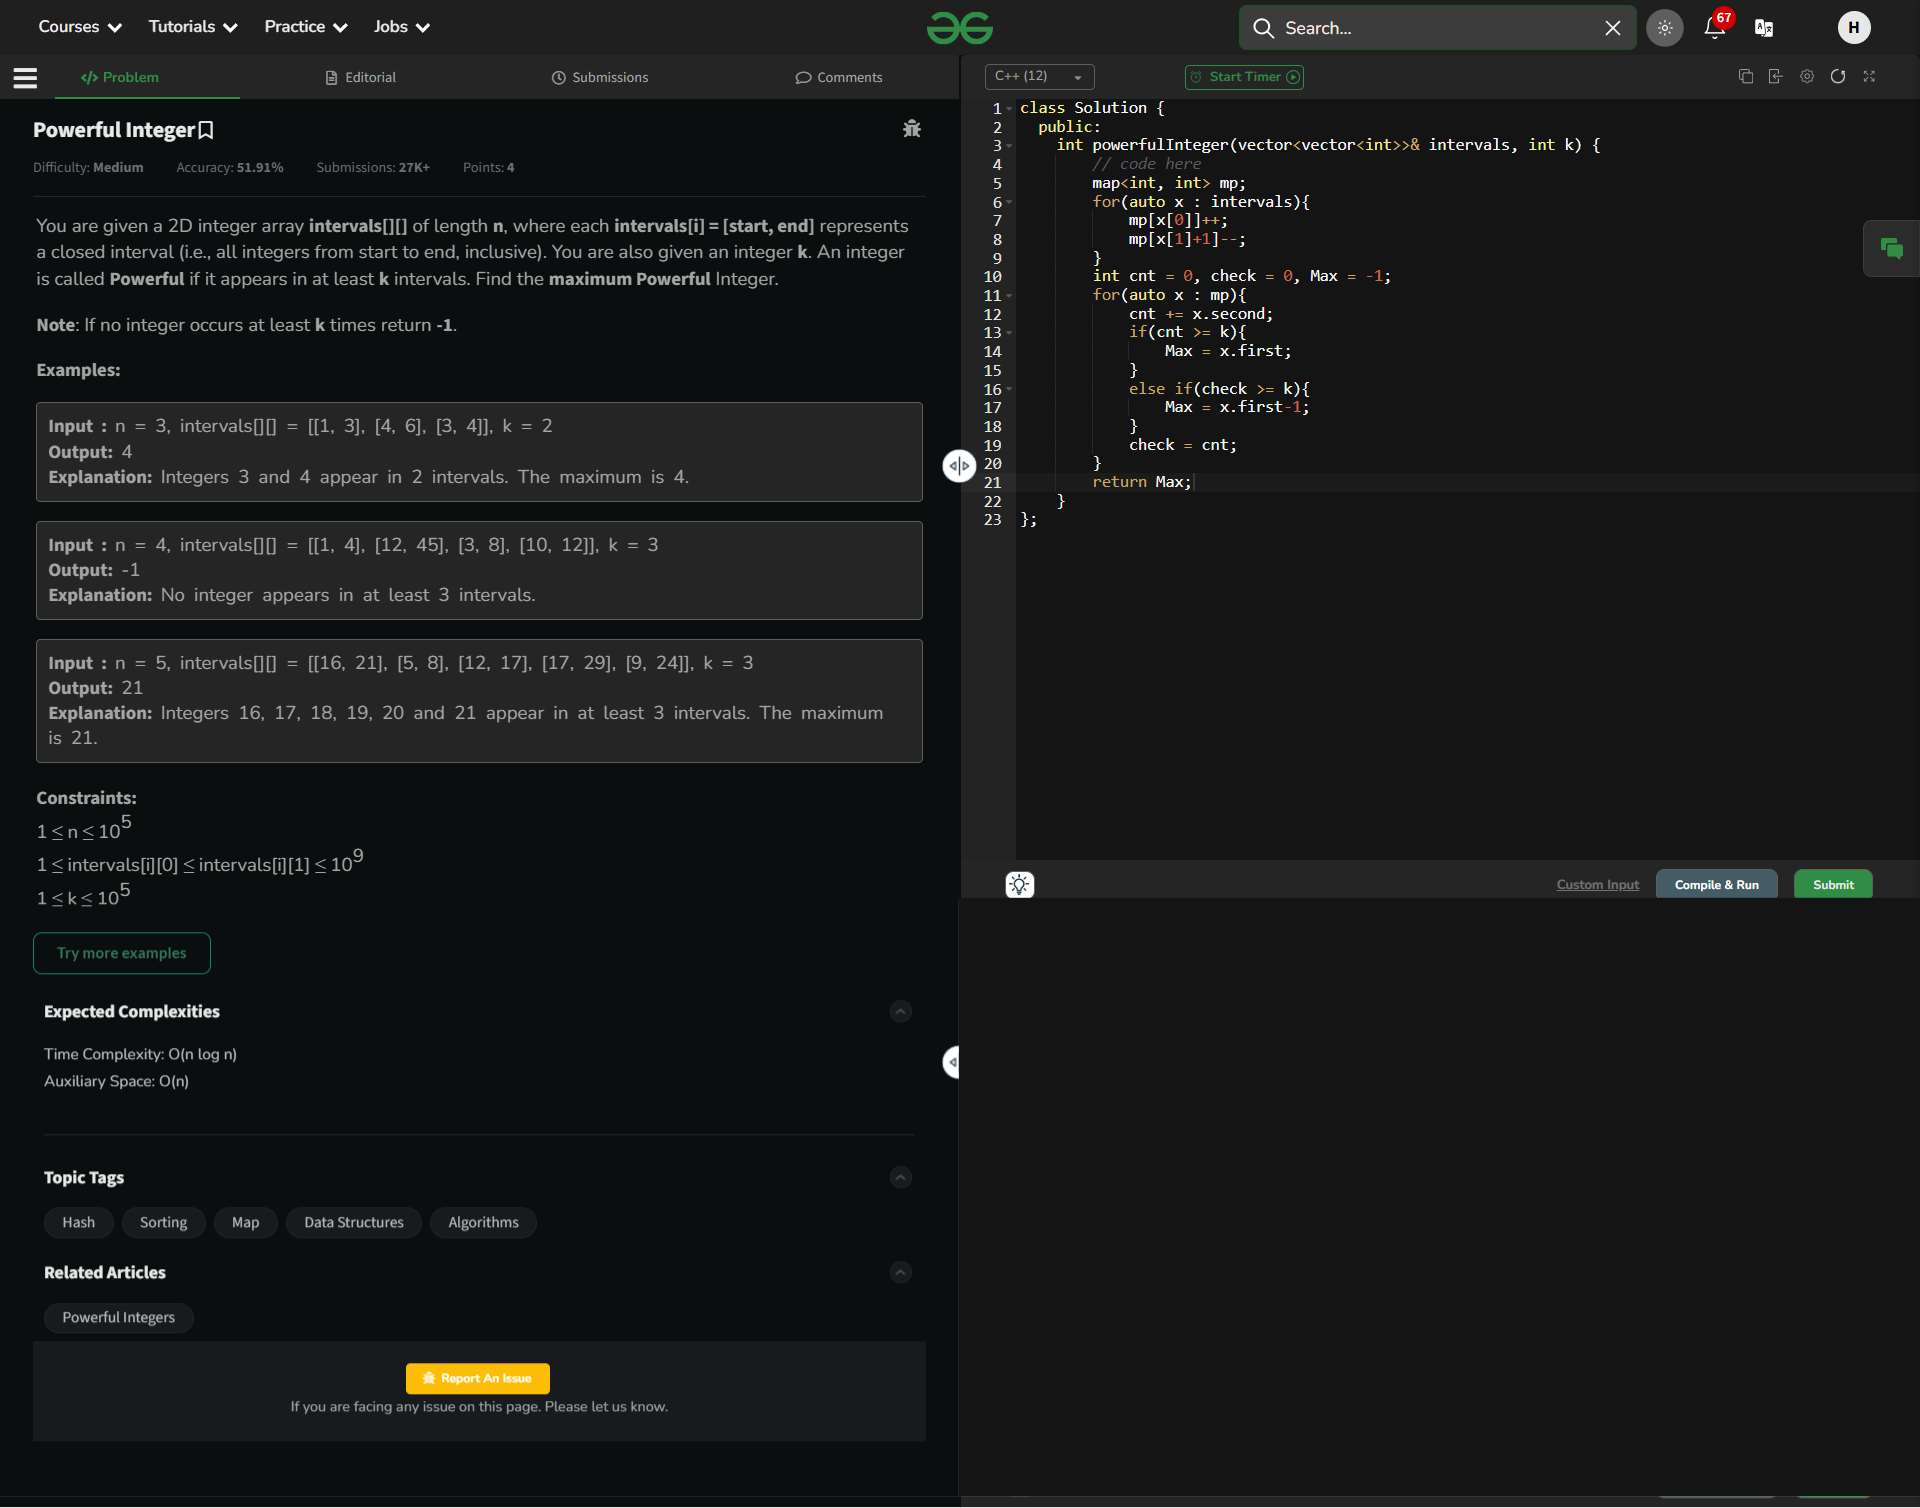 Courses Tutorials Practice Jobs Search... 67 H
Problem Editorial Submissions Comments
Powerful Integer
Difficulty: Medium Accuracy: 51.91% Submissions: 27K+ Points: 4
You are given a 2D integer array intervals[][] of length n, where each intervals[i] = [start, end] represents
a closed interval (i.e., all integers from start to end, inclusive). You are also given an integer k. An integer
is called Powerful if it appears in at least k intervals. Find the maximum Powerful Integer.
Note: If no integer occurs at least k times return -1.
Examples:
Input : n = 3, intervals[][] = [[1, 3], [4, 6], [3, 4]], k = 2
Output: 4
Explanation: Integers 3 and 4 appear in 2 intervals. The maximum is 4.
Input : n = 4, intervals[][] = [[1, 4], [12, 45], [3, 8], [10, 12]], k = 3
Output: -1
Explanation: No integer appears in at least 3 intervals.
Input : n = 5, intervals[][] = [[16, 21], [5, 8], [12, 17], [17, 29], [9, 24]], k = 3
Output: 21
Explanation: Integers 16, 17, 18, 19, 20 and 21 appear in at least 3 intervals. The maximum
is 21.
Constraints:
1 ≤ n ≤ 10^5
1 ≤ intervals[i][0] ≤ intervals[i][1] ≤ 10^9
1 ≤ k ≤ 10^5
Try more examples
Expected Complexities
Time Complexity: O(n log n)
Auxiliary Space: O(n)
Topic Tags
Hash Sorting Map Data Structures Algorithms
Related Articles
Powerful Integers
Report An Issue
If you are facing any issue on this page. Please let us know.
C++ (12) Start Timer
1 class Solution {
2   public:
3     int powerfulInteger(vector<vector<int>>& intervals, int k) {
4         // code here
5         map<int, int> mp;
6         for(auto x : intervals){
7             mp[x[0]]++;
8             mp[x[1]+1]--;
9         }
10         int cnt = 0, check = 0, Max = -1;
11         for(auto x : mp){
12             cnt += x.second;
13             if(cnt >= k){
14                 Max = x.first;
15             }
16             else if(check >= k){
17                 Max = x.first-1;
18             }
19             check = cnt;
20         }
21         return Max;
22     }
23 };
Custom Input Compile & Run Submit